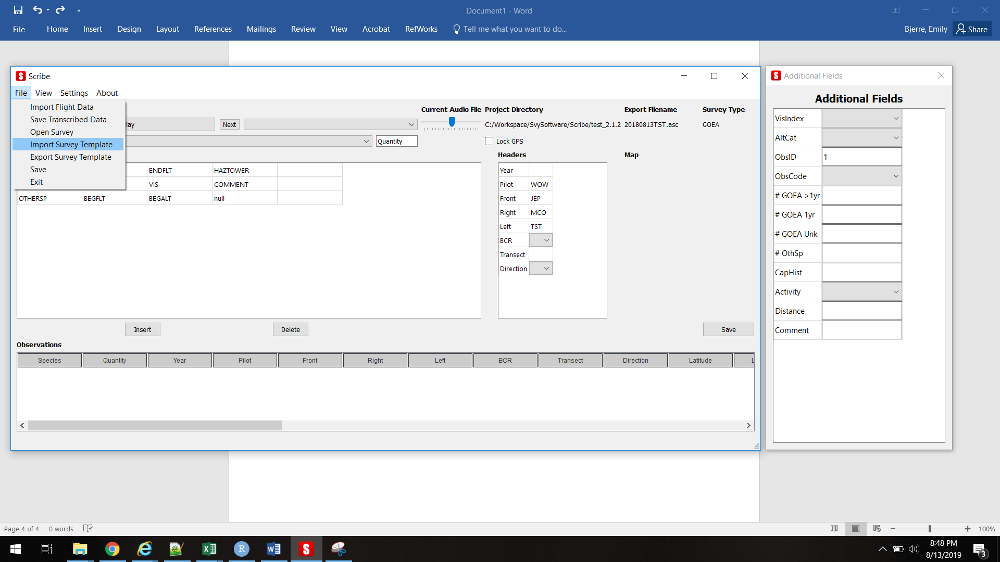 Document1 - Word
File Home Insert Design Layout References Mailings Review View Acrobat RefWorks Tell me what you want to do... Bjerre, Emily Share
S Scribe
File View Settings About
Import Flight Data
Save Transcribed Data
Open Survey
Import Survey Template
Export Survey Template
Save
Exit
Current Audio File Project Directory Export Filename Survey Type
lay Next C:/Workspace/SvySoftware/Scribe/test_2.1.2 20180813TST.asc GOEA
Quantity Lock GPS
Headers Map
ENDFLT HAZTOWER
VIS COMMENT
OTHERSP BEGFLT BEGALT null
Year
Pilot WOW
Front JEP
Right MCO
Left TST
BCR
Transect
Direction
Insert Delete Save
Observations
Species Quantity Year Pilot Front Right Left BCR Transect Direction Latitude L
S Additional Fields
Additional Fields
VisIndex
AltCat
ObsID 1
ObsCode
# GOEA >1yr
# GOEA 1yr
# GOEA Unk
# OthSp
CapHist
Activity
Distance
Comment
Page 4 of 4 0 words 100%
8:48 PM
8/13/2019
3